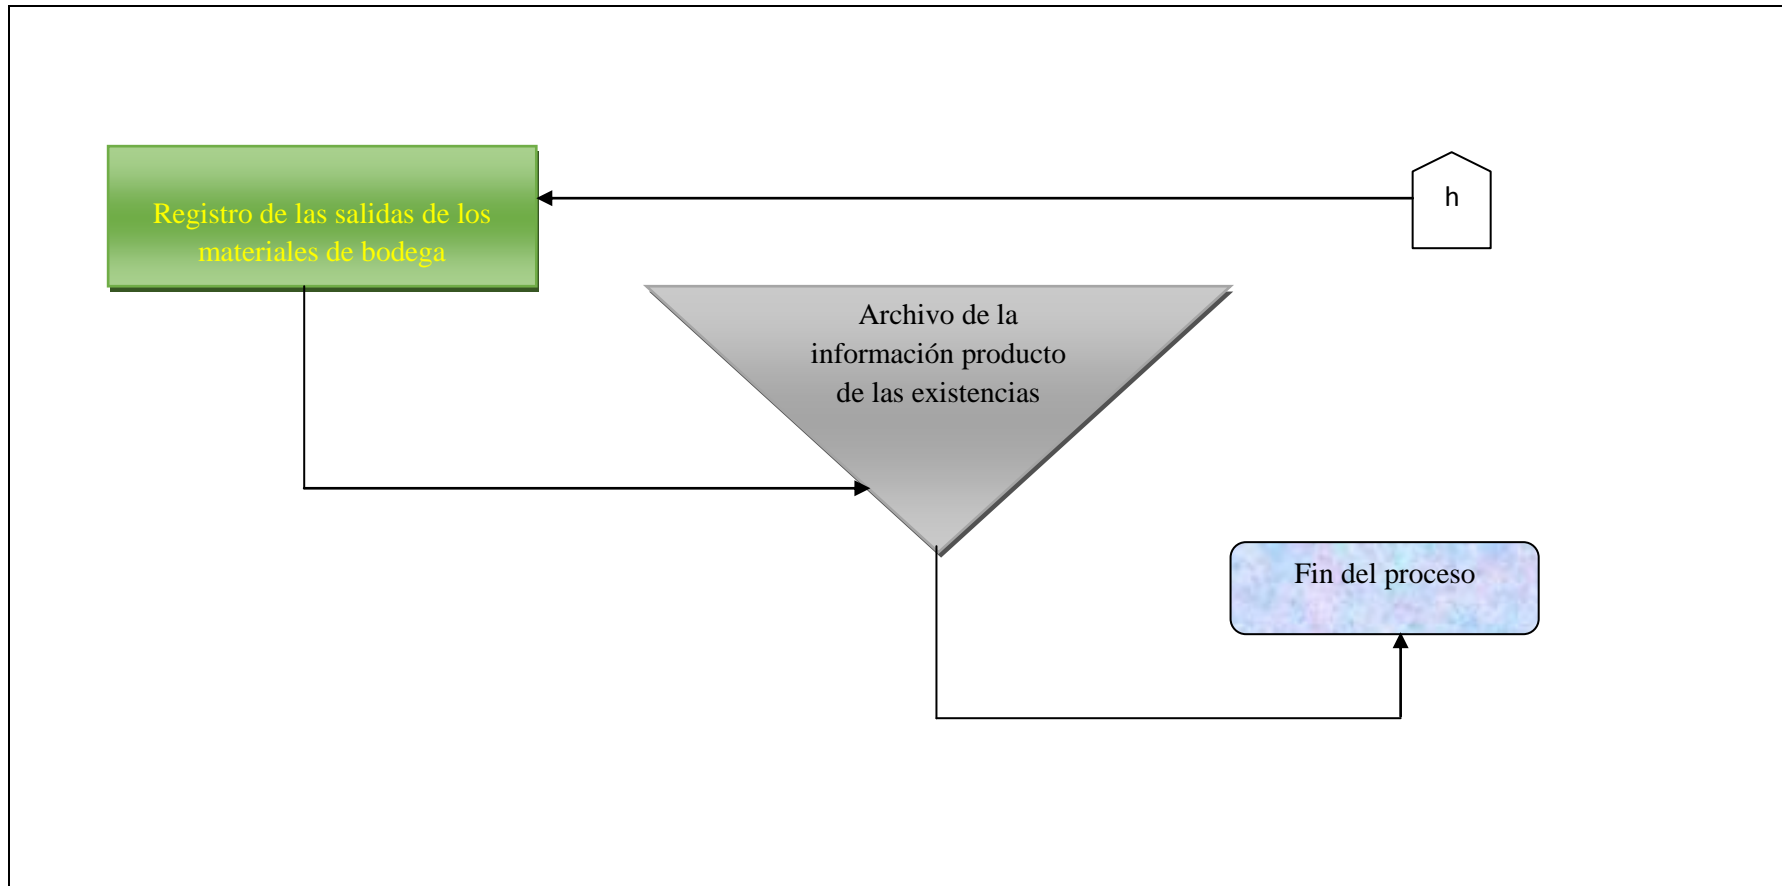 h
Registro de las salidas de los
materiales de bodega
Archivo de la
información producto
de las existencias
Fin del proceso